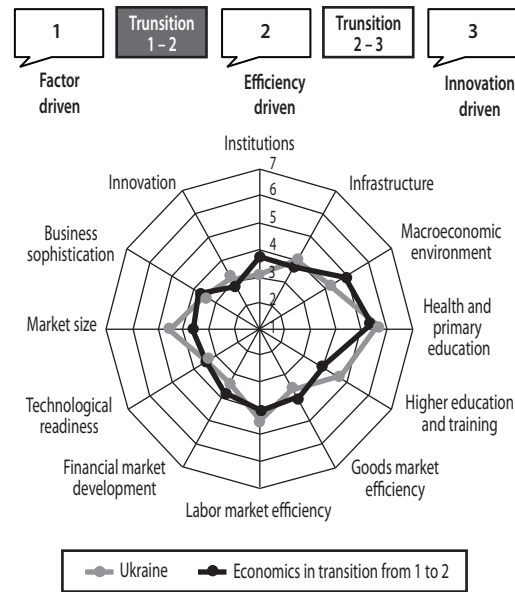 1
Trunsition
1 – 2
2
Trunsition
2 – 3
3
Factor
driven
Efficiency
driven
Innovation
driven
Institutions
7
6
5
4
3
2
1
Infrastructure
Macroeconomic
environment
Health and
primary
education
Higher education
and training
Goods market
efficiency
Labor market efficiency
Financial market
development
Technological
readiness
Market size
Business
sophistication
Innovation
Ukraine
Economics in transition from 1 to 2